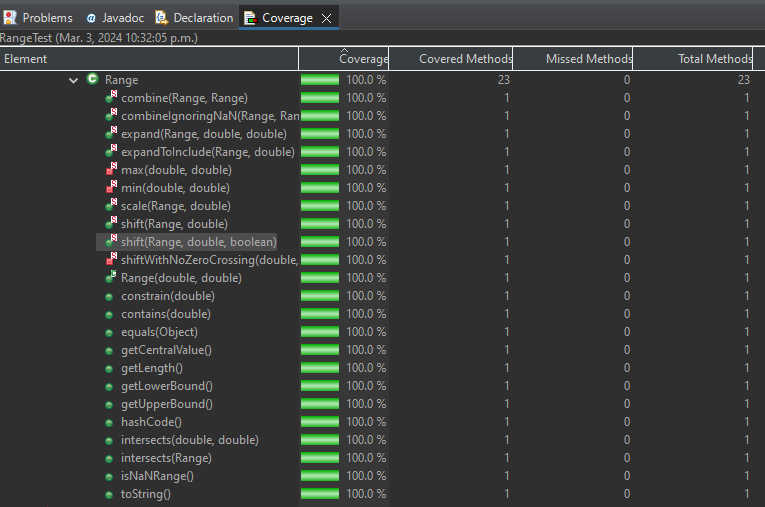 Problems Javadoc Declaration Coverage
RangeTest (Mar. 3, 2024 10:32:05 p.m.)
Element Coverage Covered Methods Missed Methods Total Methods
Range 100.0 % 23 0 23
combine(Range, Range) 100.0 % 1 0 1
combineIgnoringNaN(Range, Ran 100.0 % 1 0 1
expand(Range, double, double) 100.0 % 1 0 1
expandToInclude(Range, double) 100.0 % 1 0 1
max(double, double) 100.0 % 1 0 1
min(double, double) 100.0 % 1 0 1
scale(Range, double) 100.0 % 1 0 1
shift(Range, double) 100.0 % 1 0 1
shift(Range, double, boolean) 100.0 % 1 0 1
shiftWithNoZeroCrossing(double, 100.0 % 1 0 1
Range(double, double) 100.0 % 1 0 1
constrain(double) 100.0 % 1 0 1
contains(double) 100.0 % 1 0 1
equals(Object) 100.0 % 1 0 1
getCentralValue() 100.0 % 1 0 1
getLength() 100.0 % 1 0 1
getLowerBound() 100.0 % 1 0 1
getUpperBound() 100.0 % 1 0 1
hashCode() 100.0 % 1 0 1
intersects(double, double) 100.0 % 1 0 1
intersects(Range) 100.0 % 1 0 1
isNaNRange() 100.0 % 1 0 1
toString() 100.0 % 1 0 1